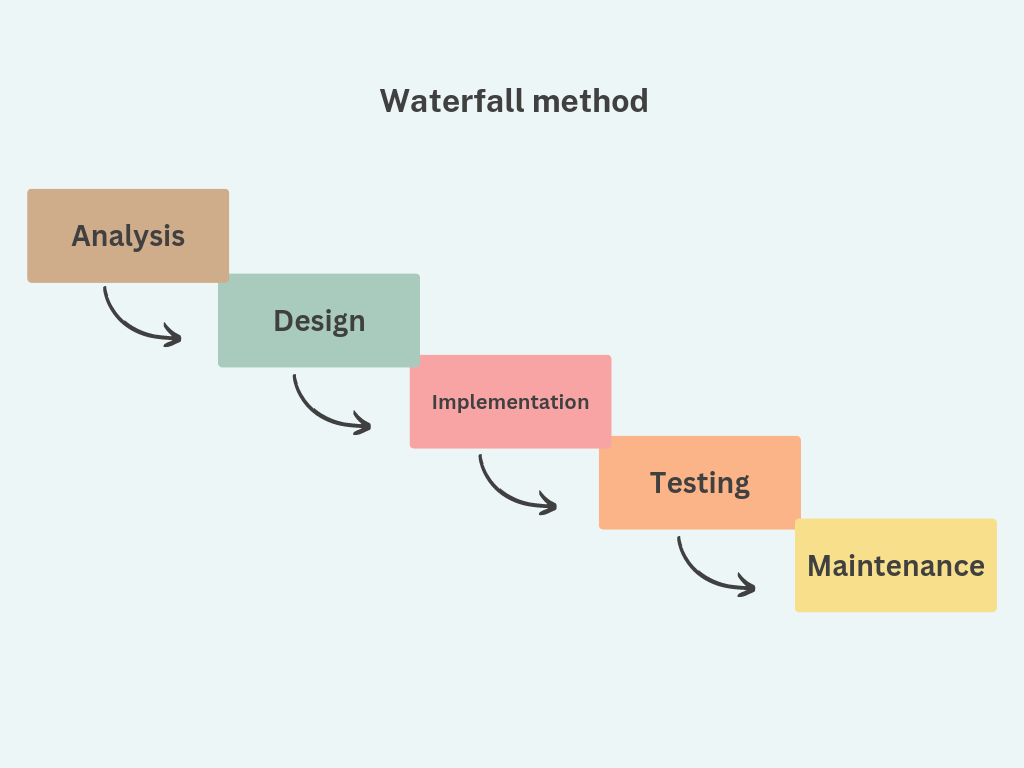 Waterfall method
Analysis
Design
Implementation
Testing
Maintenance